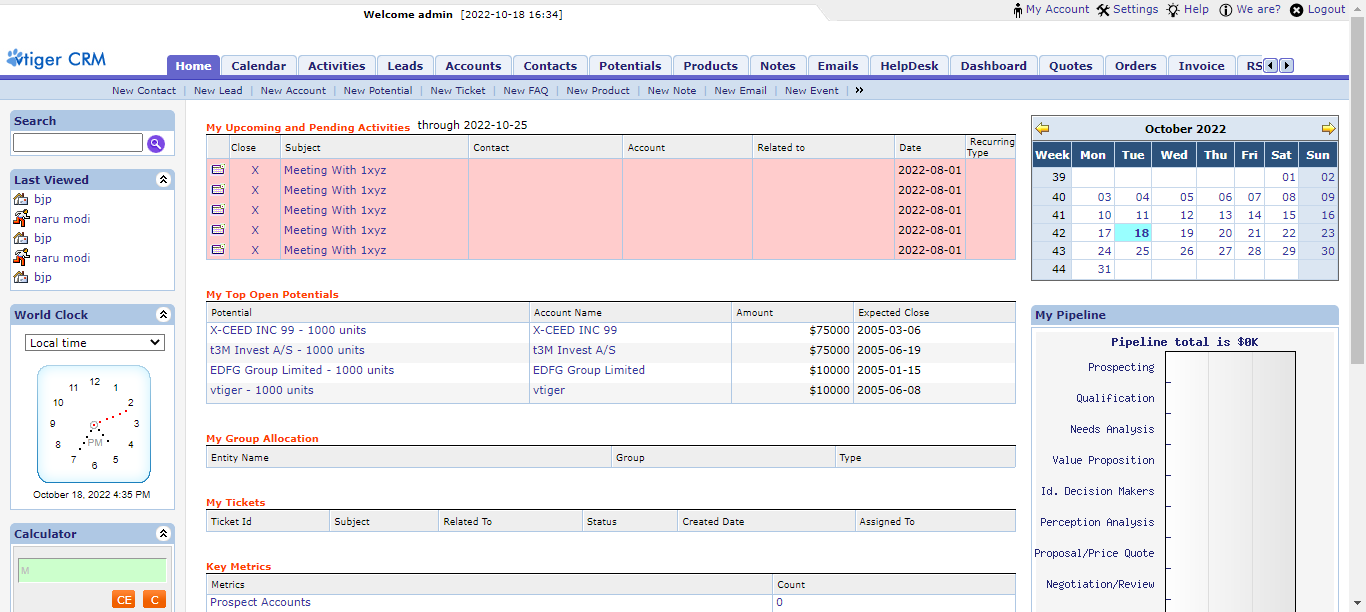 Welcome admin [2022-10-18 16:34]
My Account Settings Help We are? Logout
vtiger CRM
Home Calendar Activities Leads Accounts Contacts Potentials Products Notes Emails HelpDesk Dashboard Quotes Orders Invoice RS
New Contact | New Lead | New Account | New Potential | New Ticket | New FAQ | New Product | New Note | New Email | New Event | »
Search
Last Viewed
bjp
naru modi
bjp
naru modi
bjp
World Clock
Local time
12
11 1
10 2
9 3
PM
8 4
7 5
6
October 18, 2022 4:35 PM
Calculator
M
CE C
My Upcoming and Pending Activities through 2022-10-25
Close Subject Contact Account Related to Date Recurring Type
X Meeting With 1xyz 2022-08-01
X Meeting With 1xyz 2022-08-01
X Meeting With 1xyz 2022-08-01
X Meeting With 1xyz 2022-08-01
X Meeting With 1xyz 2022-08-01
My Top Open Potentials
Potential Account Name Amount Expected Close
X-CEED INC 99 - 1000 units X-CEED INC 99 $75000 2005-03-06
t3M Invest A/S - 1000 units t3M Invest A/S $75000 2005-06-19
EDFG Group Limited - 1000 units EDFG Group Limited $10000 2005-01-15
vtiger - 1000 units vtiger $10000 2005-06-08
My Group Allocation
Entity Name Group Type
My Tickets
Ticket Id Subject Related To Status Created Date Assigned To
Key Metrics
Metrics Count
Prospect Accounts 0
October 2022
Week Mon Tue Wed Thu Fri Sat Sun
39 01 02
40 03 04 05 06 07 08 09
41 10 11 12 13 14 15 16
42 17 18 19 20 21 22 23
43 24 25 26 27 28 29 30
44 31
My Pipeline
Pipeline total is $0K
Prospecting
Qualification
Needs Analysis
Value Proposition
Id. Decision Makers
Perception Analysis
Proposal/Price Quote
Negotiation/Review